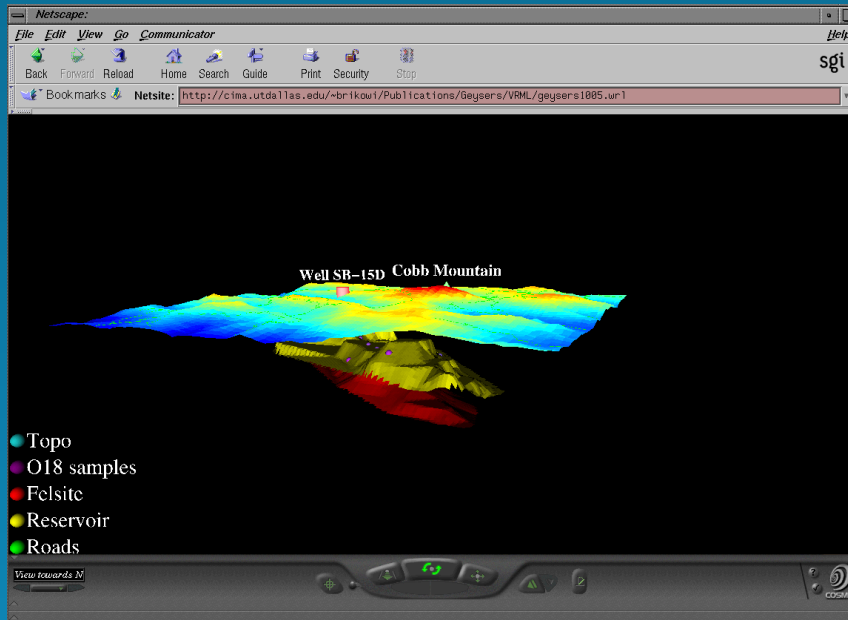 Netscape:
File Edit View Go Communicator Help
Back Forward Reload Home Search Guide Print Security Stop sgi
Bookmarks Netsite: http://cima.utdallas.edu/~brikowi/Publications/Geysers/VRML/geysers1005.wrl
Well SB-15D Cobb Mountain
Topo
O18 samples
Felsite
Reservoir
Roads
View towards N